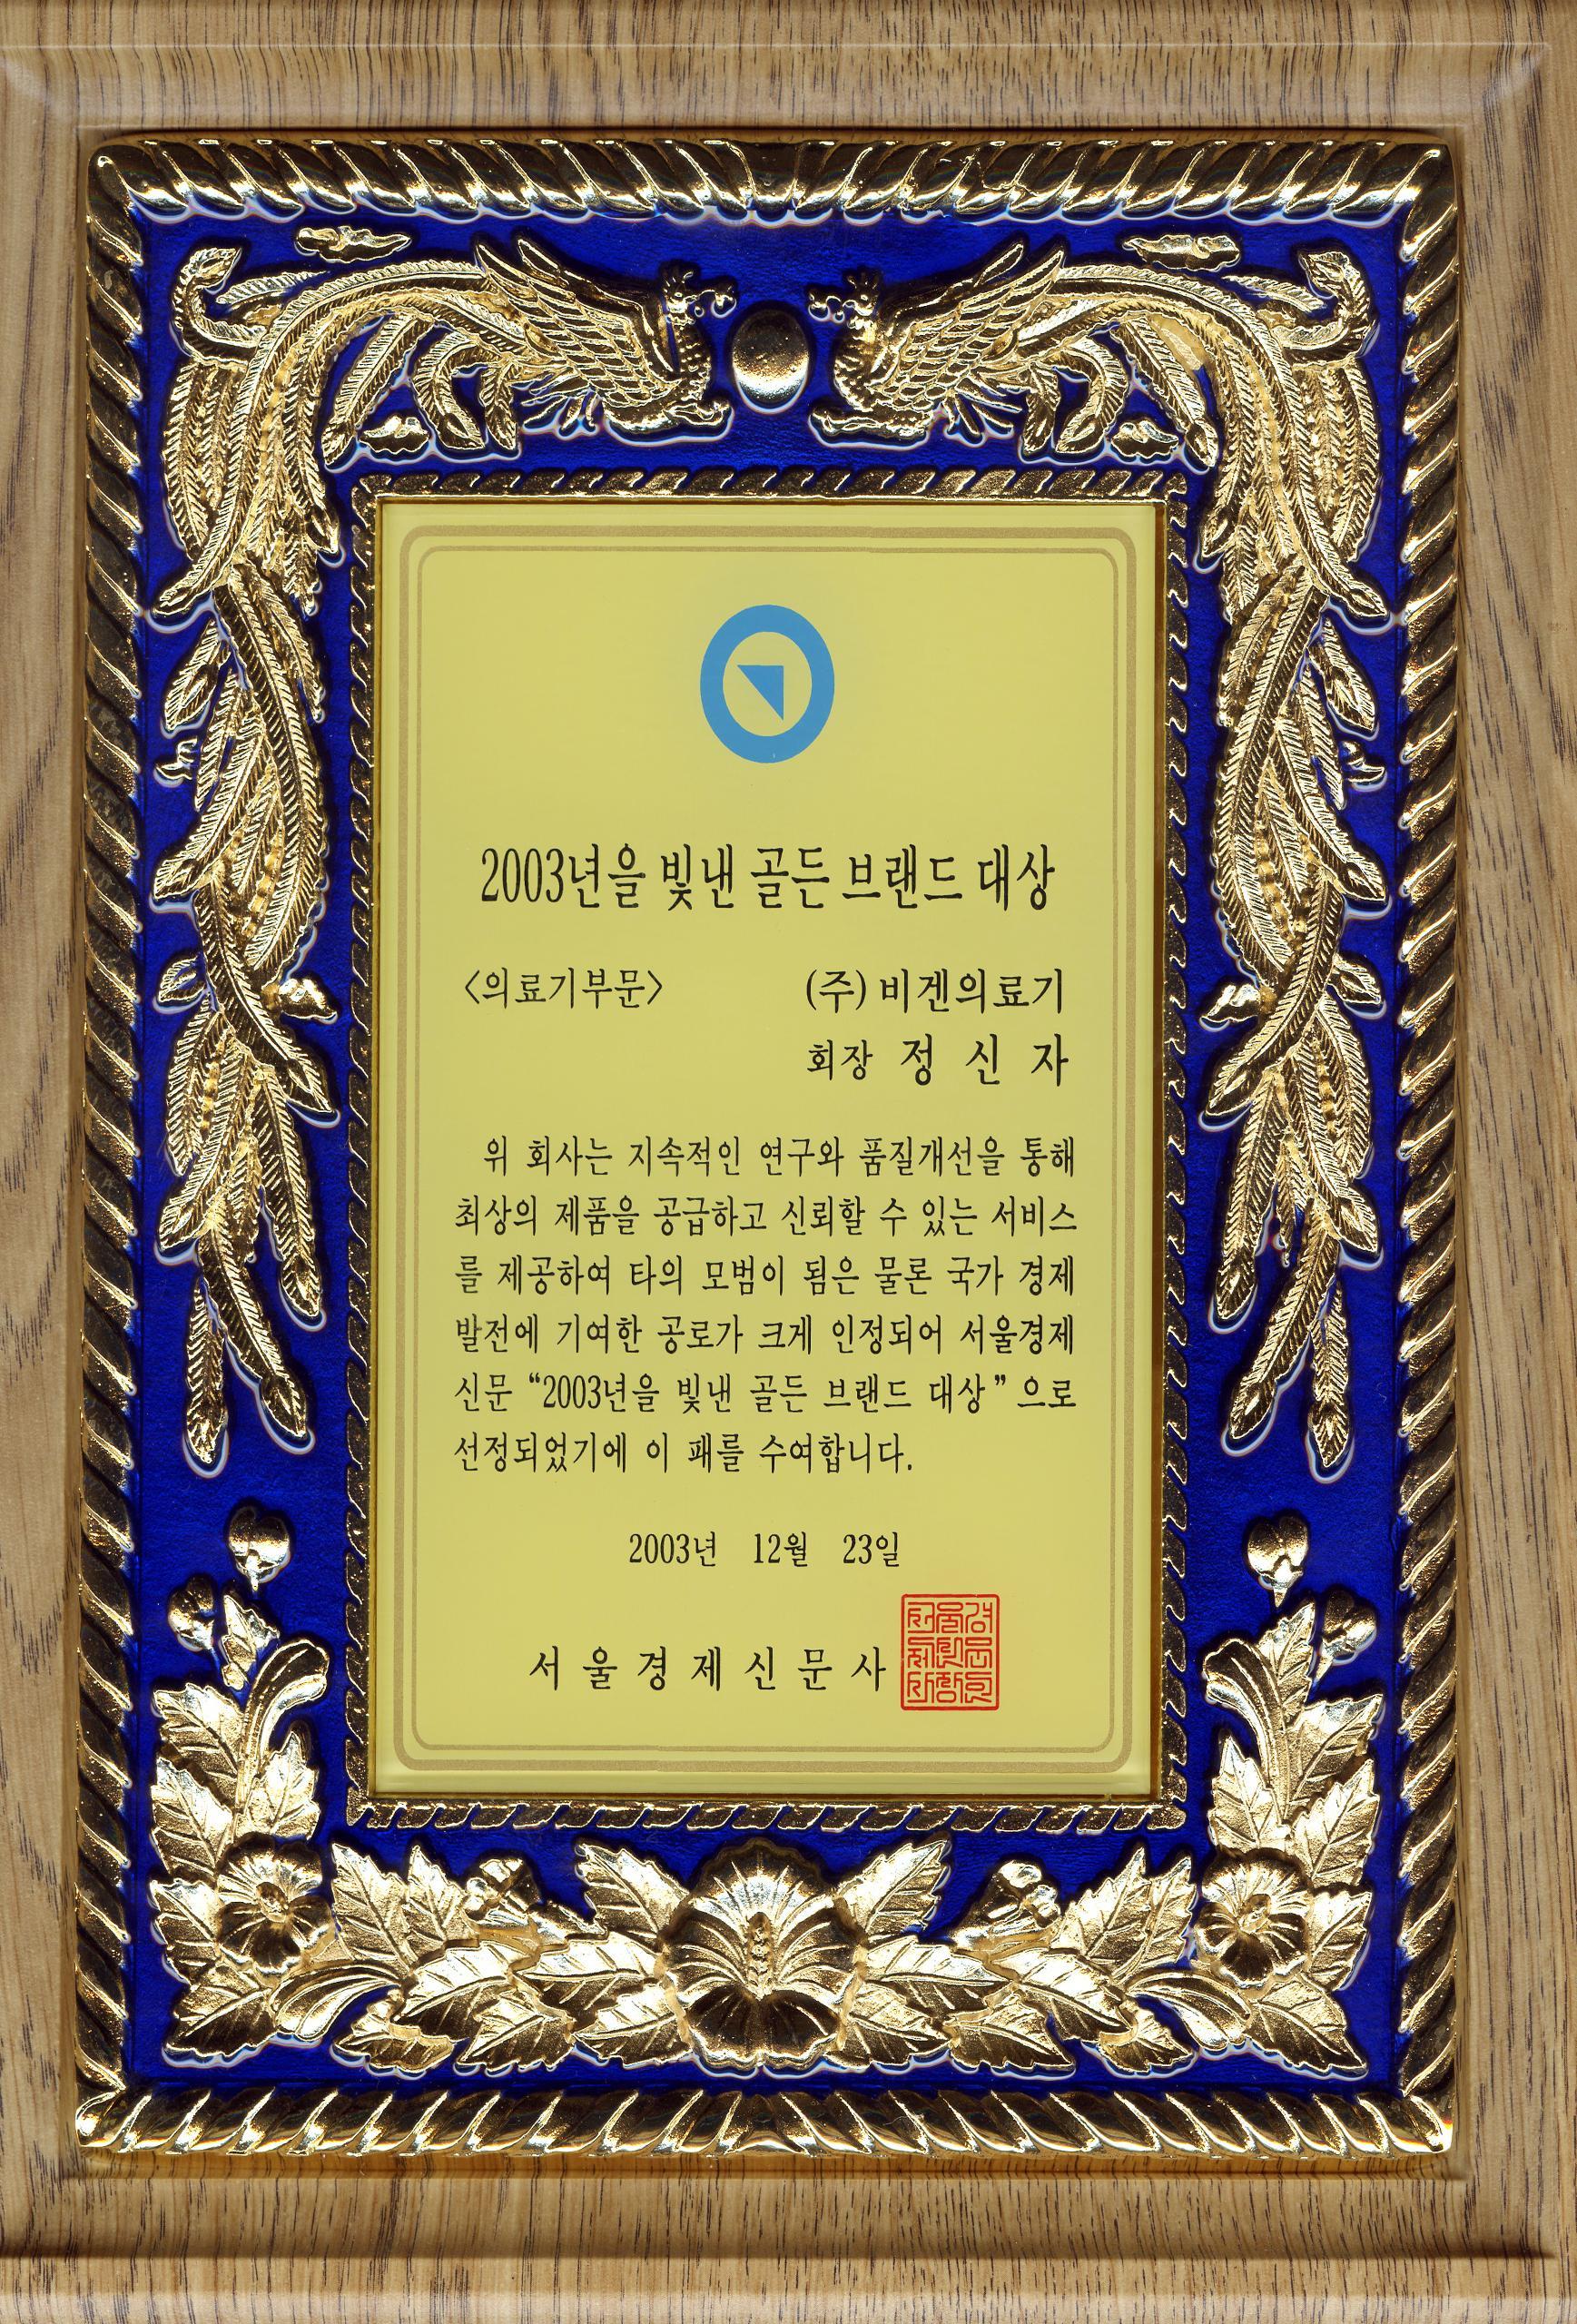 2003년을 빛낸 골든 브랜드 대상
<의료기부문>
(주) 비겐의료기
회장 정 신 자
위 회사는 지속적인 연구와 품질개선을 통해
최상의 제품을 공급하고 신뢰할 수 있는 서비스
를 제공하여 타의 모범이 됨은 물론 국가 경제
발전에 기여한 공로가 크게 인정되어 서울경제
신문 “2003년을 빛낸 골든 브랜드 대상” 으로
선정되었기에 이 패를 수여합니다.
2003년 12월 23일
서 울 경 제 신 문 사